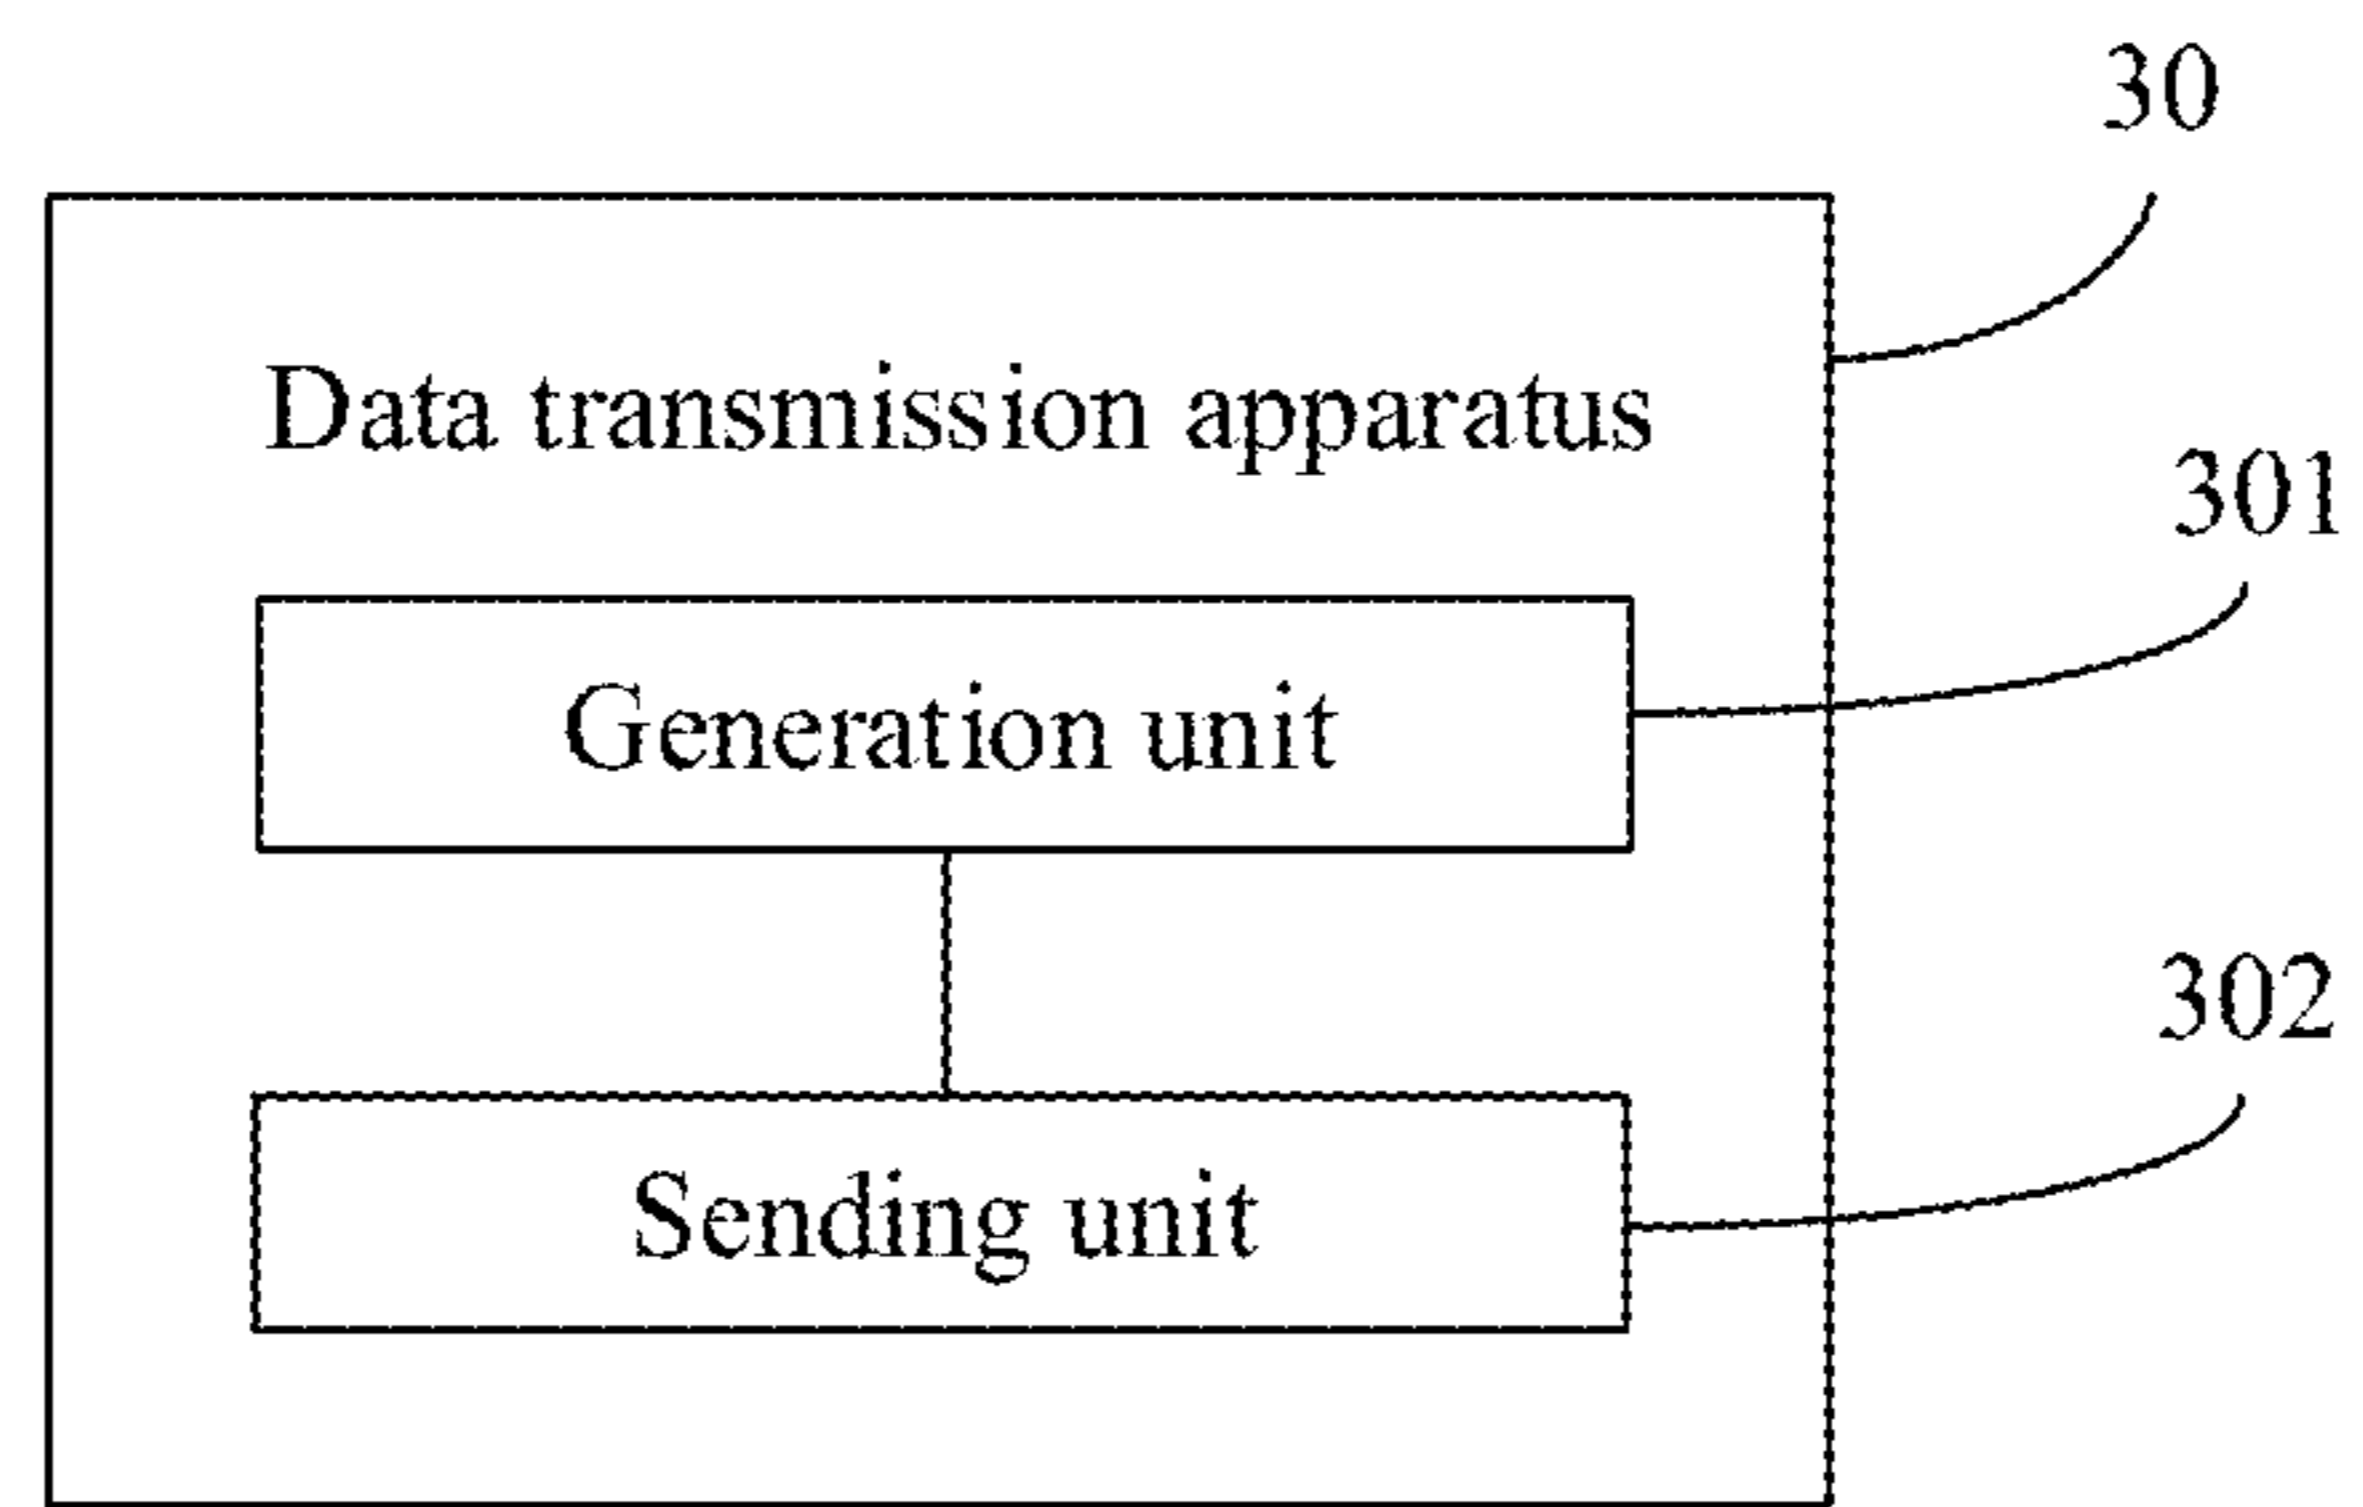 30
Data transmission apparatus
301
Generation unit
302
Sending unit